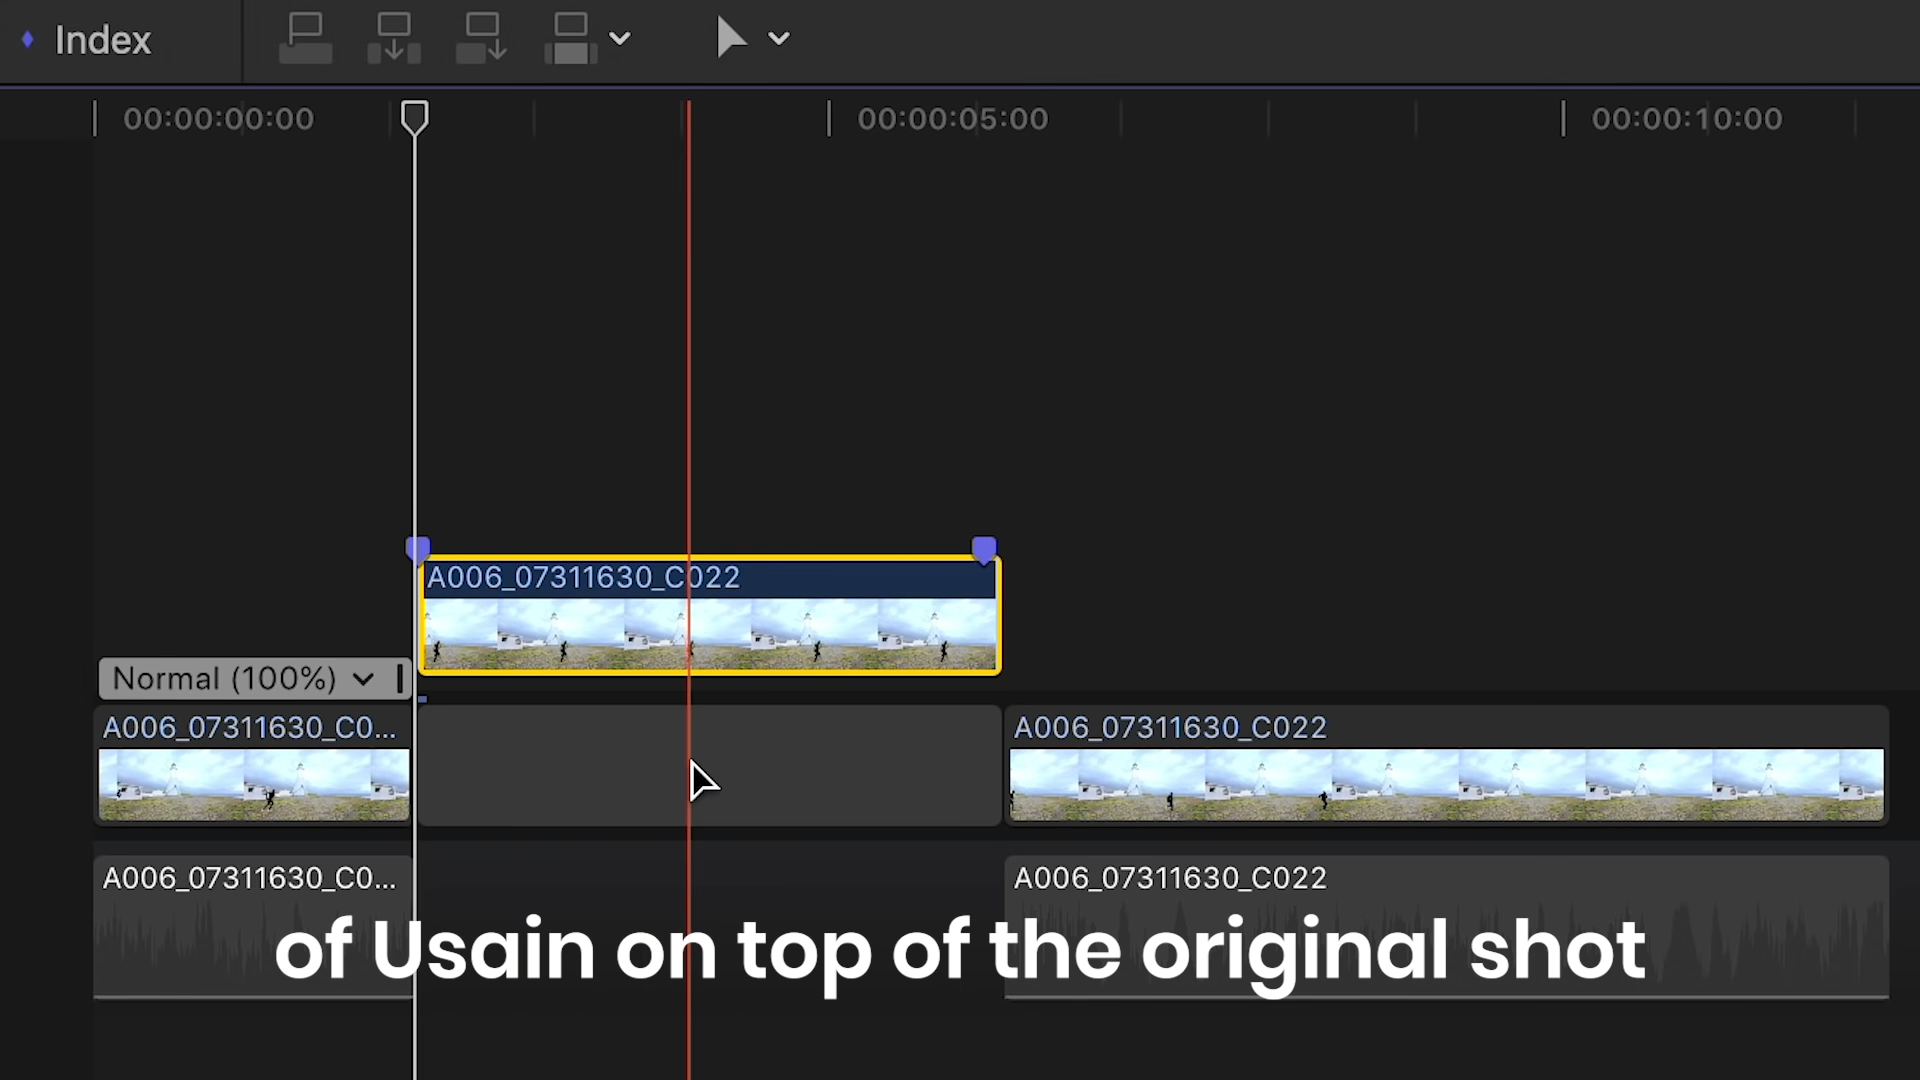 Index
00:00:00:00
00:00:05:00
00:00:10:00
A006_07311630_C022
Normal (100%)
A006_07311630_C0...
A006_07311630_C022
A006_07311630_C0...
A006_07311630_C022
of Usain on top of the original shot